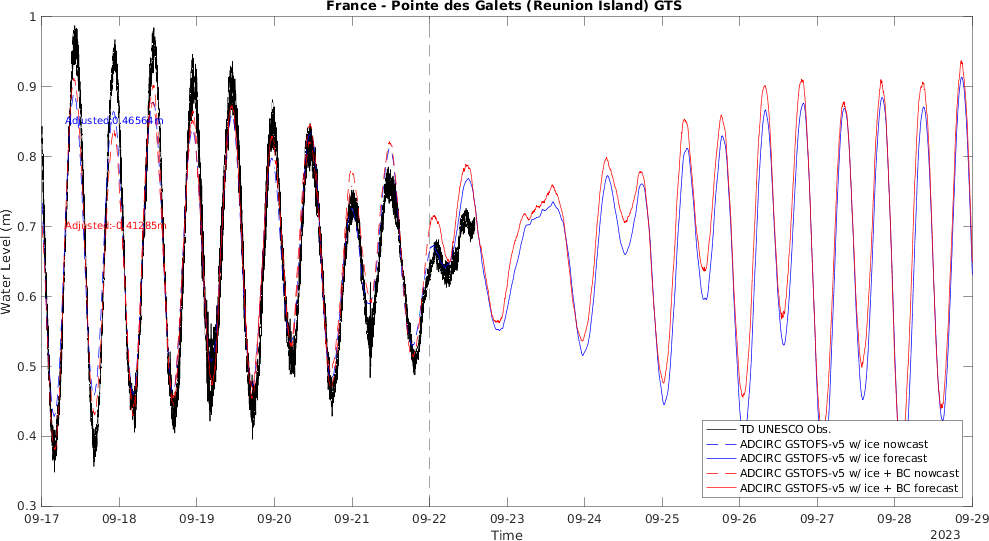 France - Pointe des Galets (Reunion Island) GTS
1
0.9
0.8
0.7
0.6
0.5
0.4
0.3
Water Level (m)
Adjusted:0.46564m
Adjusted:-0.41285m
TD UNESCO Obs.
ADCIRC GSTOFS-v5 w/ ice nowcast
ADCIRC GSTOFS-v5 w/ ice forecast
ADCIRC GSTOFS-v5 w/ ice + BC nowcast
ADCIRC GSTOFS-v5 w/ ice + BC forecast
09-17 09-18 09-19 09-20 09-21 09-22 09-23 09-24 09-25 09-26 09-27 09-28 09-29
Time
2023